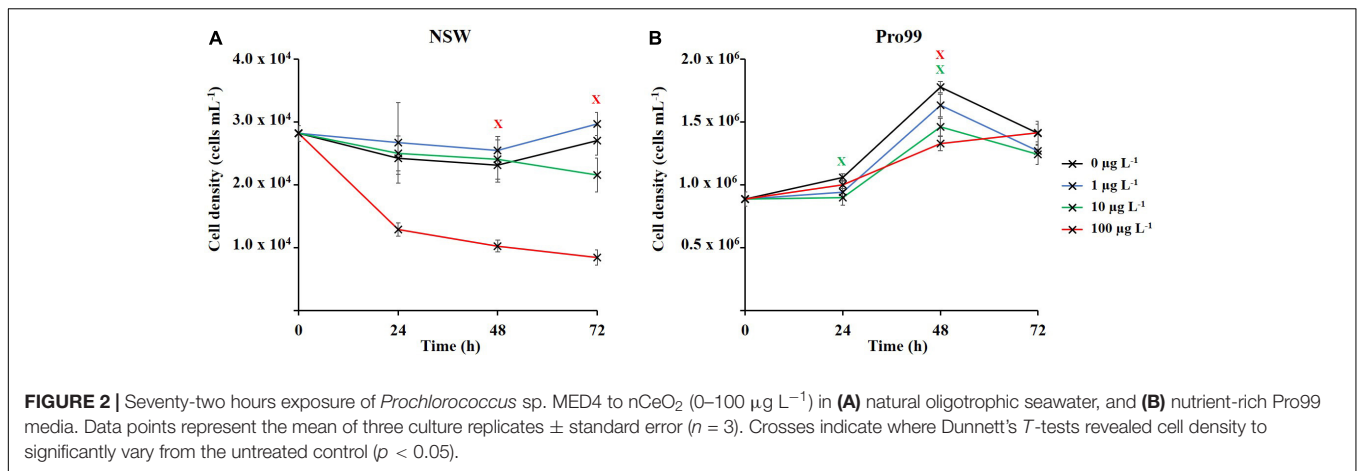 A
NSW
Cell density (cells mL⁻¹)
4.0 x 10⁴
3.0 x 10⁴
2.0 x 10⁴
1.0 x 10⁴
X
X
0
24
48
72
Time (h)
B
Pro99
Cell density (cells mL⁻¹)
2.0 x 10⁶
1.5 x 10⁶
1.0 x 10⁶
0.5 x 10⁶
X
X
X
0
24
48
72
Time (h)
0 µg L⁻¹
1 µg L⁻¹
10 µg L⁻¹
100 µg L⁻¹
FIGURE 2 | Seventy-two hours exposure of Prochlorococcus sp. MED4 to nCeO₂ (0–100 µg L⁻¹) in (A) natural oligotrophic seawater, and (B) nutrient-rich Pro99
media. Data points represent the mean of three culture replicates ± standard error (n = 3). Crosses indicate where Dunnett's T-tests revealed cell density to
significantly vary from the untreated control (p < 0.05).